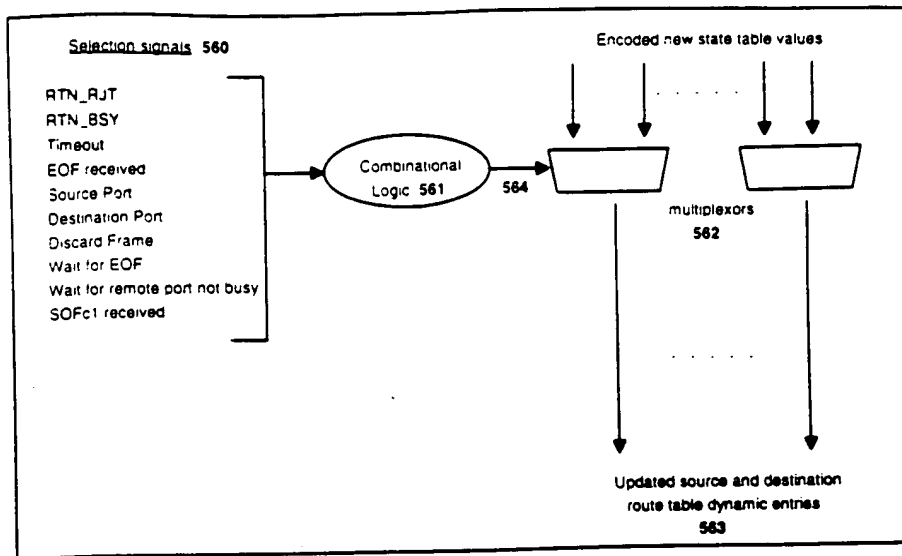 Selection signals 560
RTN_RJT
RTN_BSY
Timeout
EOF received
Source Port
Destination Port
Discard Frame
Wait for EOF
Wait for remote port not busy
SOFc1 received
Combinational
Logic 561
564
Encoded new state table values
multiplexors
562
Updated source and destination
route table dynamic entries
563